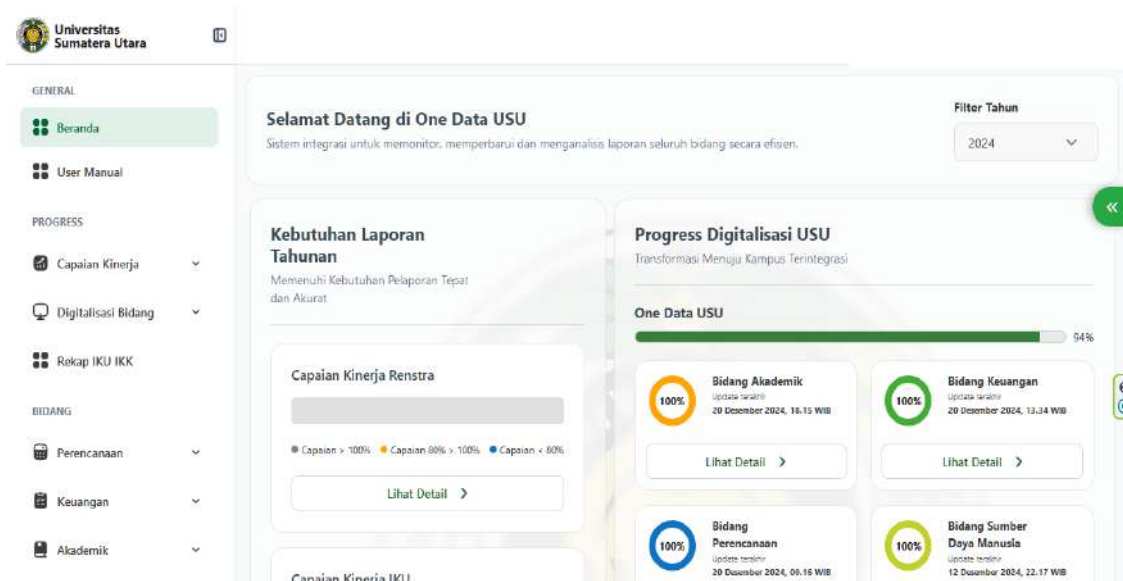 Universitas
Sumatera Utara
GENERAL
Beranda
User Manual
PROGRESS
Capaian Kinerja
Digitalisasi Bidang
Rekap IKU IKK
BIDANG
Perencanaan
Keuangan
Akademik
Selamat Datang di One Data USU
Sistem integrasi untuk memonitor, memperbarui dan menganalisis laporan seluruh bidang secara efisien.
Filter Tahun
2024
Kebutuhan Laporan
Tahunan
Memenuhi Kebutuhan Pelaporan Tepat
dan Akurat
Capaian Kinerja Renstra
Capaian > 100% Capaian 80% > 100% Capaian < 80%
Lihat Detail
Capaian Kinerja IKU
Progress Digitalisasi USU
Transformasi Menuju Kampus Terintegrasi
One Data USU
94%
100%
Bidang Akademik
Update terakhir
20 Desember 2024, 18.15 WIB
Lihat Detail
100%
Bidang Keuangan
Update terakhir
20 Desember 2024, 13.34 WIB
Lihat Detail
100%
Bidang
Perencanaan
Update terakhir
20 Desember 2024, 00.16 WIB
100%
Bidang Sumber
Daya Manusia
Update terakhir
12 Desember 2024, 22.17 WIB